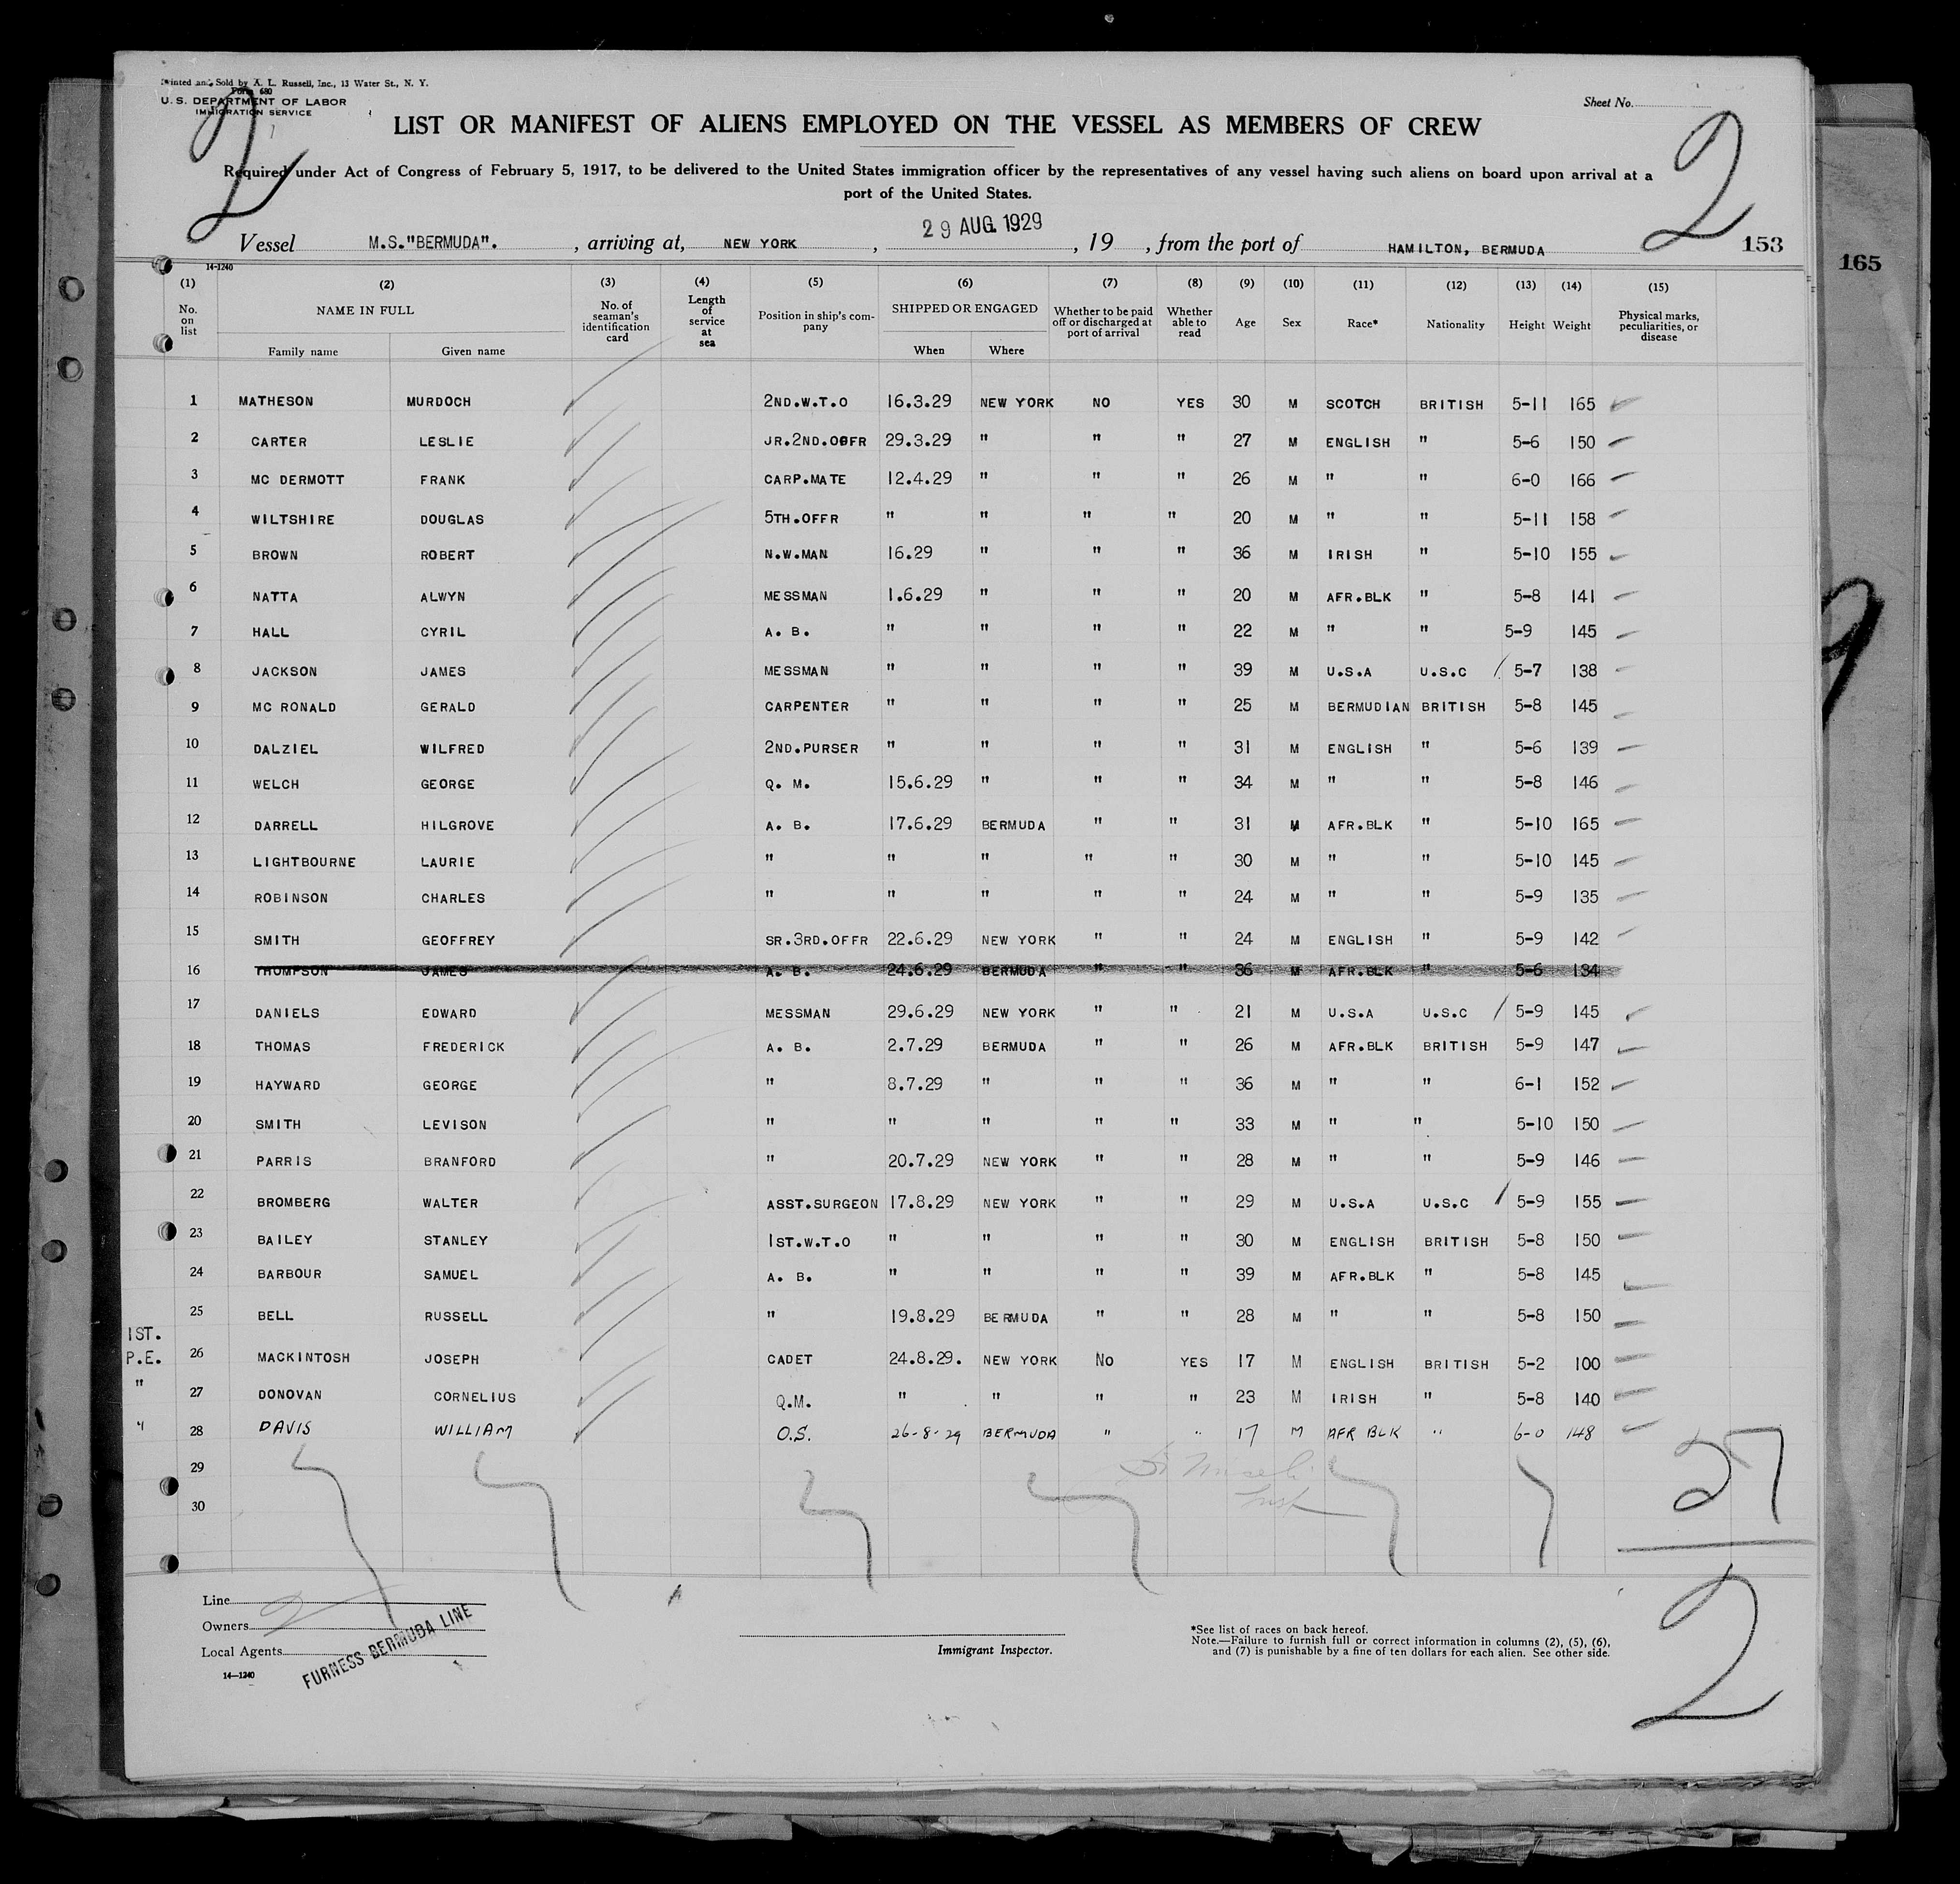 Printed and Sold by A. L. Russell, Inc., 13 Water St., N. Y.
Form 680
U. S. DEPARTMENT OF LABOR
IMMIGRATION SERVICE
Sheet No.
2
2
LIST OR MANIFEST OF ALIENS EMPLOYED ON THE VESSEL AS MEMBERS OF CREW
Required under Act of Congress of February 5, 1917, to be delivered to the United States immigration officer by the representatives of any vessel having such aliens on board upon arrival at a
port of the United States.
Vessel M.S."BERMUDA". , arriving at, NEW YORK , 29 AUG. 1929 , 19 , from the port of HAMILTON, BERMUDA
153
165
14-1240
(1) (2) (3) (4) (5) (6) (7) (8) (9) (10) (11) (12) (13) (14) (15)
No. on list NAME IN FULL Family name Given name No. of seaman's identification card Length of service at sea Position in ship's company SHIPPED OR ENGAGED When Where Whether to be paid off or discharged at port of arrival Whether able to read Age Sex Race* Nationality Height Weight Physical marks, peculiarities, or disease
1 MATHESON MURDOCH 2ND.W.T.O 16.3.29 NEW YORK NO YES 30 M SCOTCH BRITISH 5-11 165
2 CARTER LESLIE JR.2ND.OFFR 29.3.29 " " " 27 M ENGLISH " 5-6 150
3 MC DERMOTT FRANK CARP.MATE 12.4.29 " " " 26 M " " 6-0 166
4 WILTSHIRE DOUGLAS 5TH.OFFR " " " " 20 M " " 5-11 158
5 BROWN ROBERT N.W.MAN 16.29 " " " 36 M IRISH " 5-10 155
6 NATTA ALWYN MESSMAN 1.6.29 " " " 20 M AFR.BLK " 5-8 141
7 HALL CYRIL A. B. " " " " 22 M " " 5-9 145
8 JACKSON JAMES MESSMAN " " " " 39 M U.S.A U.S.C 5-7 138
9 MC RONALD GERALD CARPENTER " " " " 25 M BERMUDIAN BRITISH 5-8 145
10 DALZIEL WILFRED 2ND.PURSER " " " " 31 M ENGLISH " 5-6 139
11 WELCH GEORGE Q. M. 15.6.29 " " " 34 M " " 5-8 146
12 DARRELL HILGROVE A. B. 17.6.29 BERMUDA " " 31 M AFR.BLK " 5-10 165
13 LIGHTBOURNE LAURIE " " " " " 30 M " " 5-10 145
14 ROBINSON CHARLES " " " " " 24 M " " 5-9 135
15 SMITH GEOFFREY SR.3RD.OFFR 22.6.29 NEW YORK " " 24 M ENGLISH " 5-9 142
16 THOMPSON JAMES A. B. 24.6.29 BERMUDA " " 36 M AFR.BLK " 5-6 134
17 DANIELS EDWARD MESSMAN 29.6.29 NEW YORK " " 21 M U.S.A U.S.C 5-9 145
18 THOMAS FREDERICK A. B. 2.7.29 BERMUDA " " 26 M AFR.BLK BRITISH 5-9 147
19 HAYWARD GEORGE " 8.7.29 " " " 36 M " " 6-1 152
20 SMITH LEVISON " " " " " 33 M " " 5-10 150
21 PARRIS BRANFORD " 20.7.29 NEW YORK " " 28 M " " 5-9 146
22 BROMBERG WALTER ASST.SURGEON 17.8.29 NEW YORK " " 29 M U.S.A U.S.C 5-9 155
23 BAILEY STANLEY 1ST.W.T.O " " " " 30 M ENGLISH BRITISH 5-8 150
24 BARBOUR SAMUEL A. B. " " " " 39 M AFR.BLK " 5-8 145
25 BELL RUSSELL " 19.8.29 BERMUDA " " 28 M " " 5-8 150
1ST.
P.E. 26 MACKINTOSH JOSEPH CADET 24.8.29. NEW YORK No YES 17 M ENGLISH BRITISH 5-2 100
" 27 DONOVAN CORNELIUS Q.M. " " " " 23 M IRISH " 5-8 140
" 28 DAVIS WILLIAM O.S. 26-8-29 BERMUDA " " 17 M AFR BLK " 6-0 148
29
30
27
2
Line
Owners
Local Agents
FURNESS BERMUDA LINE
14—1240
Immigrant Inspector.
*See list of races on back hereof.
Note.—Failure to furnish full or correct information in columns (2), (5), (6),
and (7) is punishable by a fine of ten dollars for each alien. See other side.